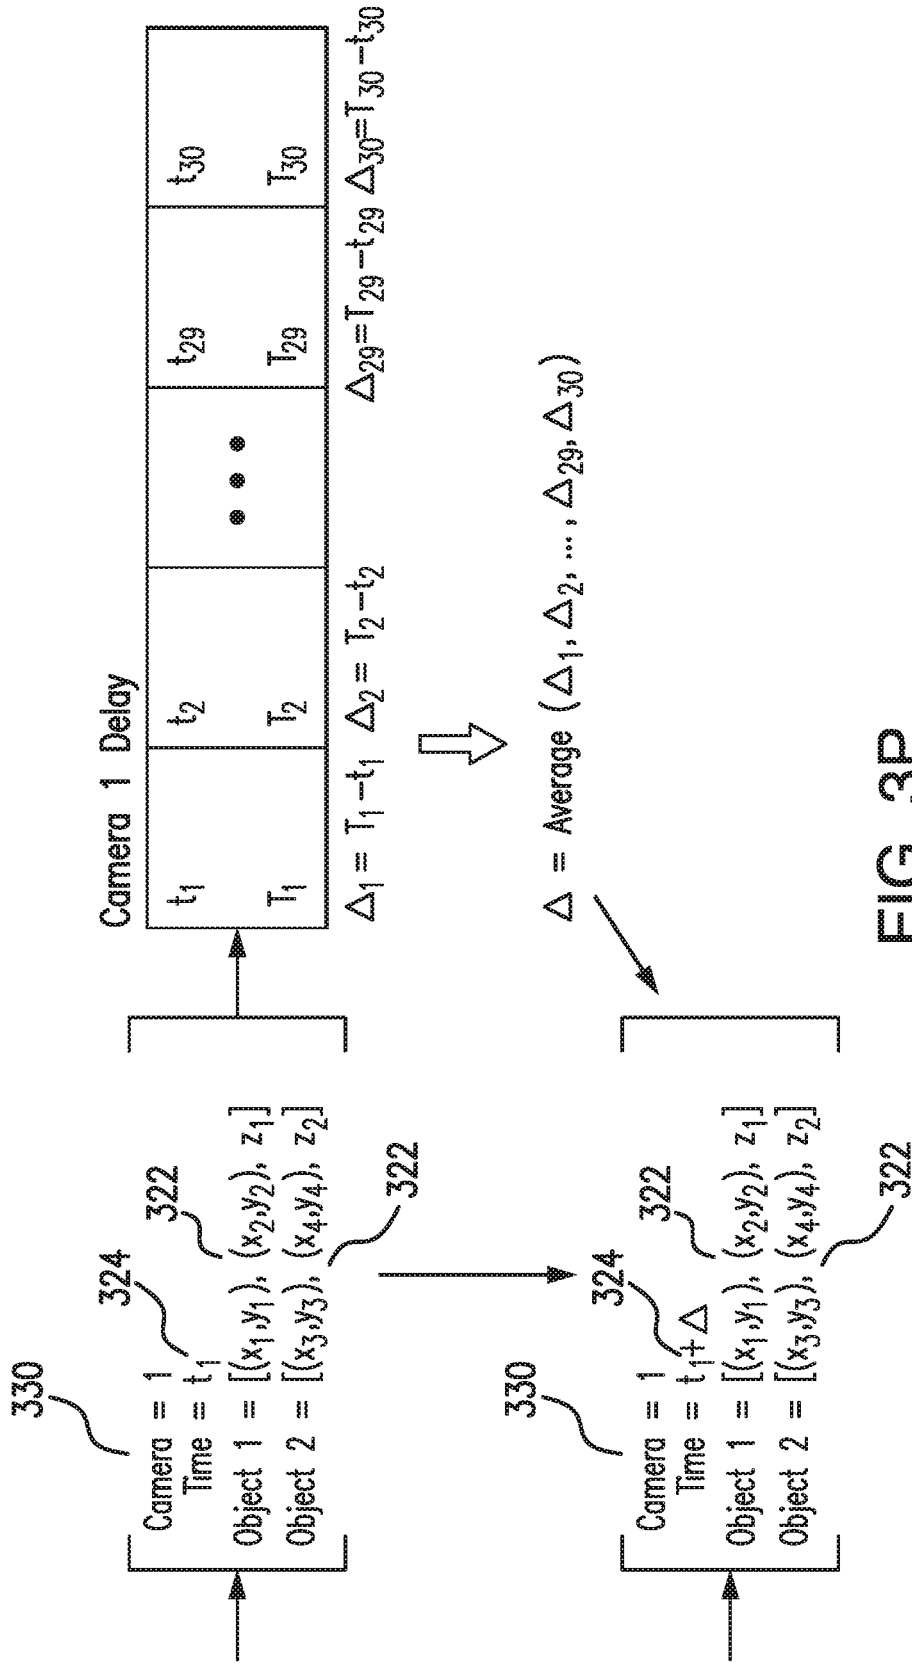 Camera 1 Delay
330
324
322
Camera = 1
Time = t1
Object 1 = [(x1,y1), (x2,y2), z1]
Object 2 = [(x3,y3), (x4,y4), z2]
322
t1 t2 t29 t30
T1 T2 ••• T29 T30
Δ1 = T1 −t1 Δ2 = T2 −t2 Δ29=T29 −t29 Δ30=T30 −t30
Δ = Average (Δ1, Δ2, ... , Δ29, Δ30)
330
324
322
Camera = 1
Time = t1+Δ
Object 1 = [(x1,y1), (x2,y2), z1]
Object 2 = [(x3,y3), (x4,y4), z2]
322
FIG. 3P